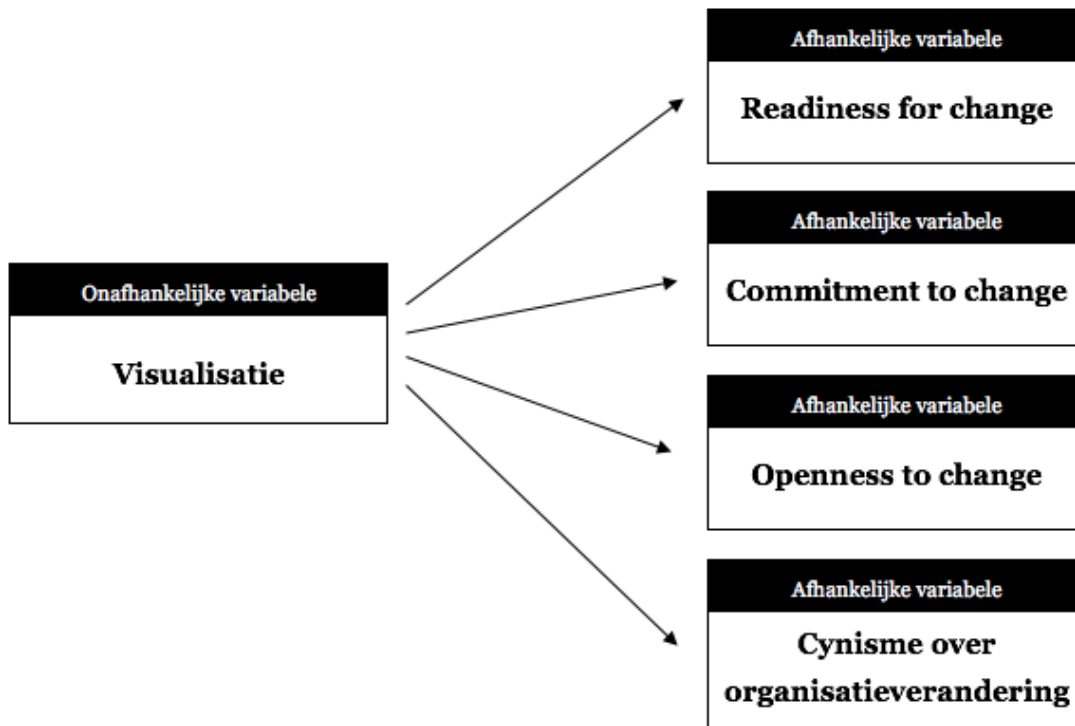 Afhankelijke variabele
Readiness for change
Afhankelijke variabele
Commitment to change
Onafhankelijke variabele
Visualisatie
Afhankelijke variabele
Openness to change
Afhankelijke variabele
Cynisme over
organisatieverandering